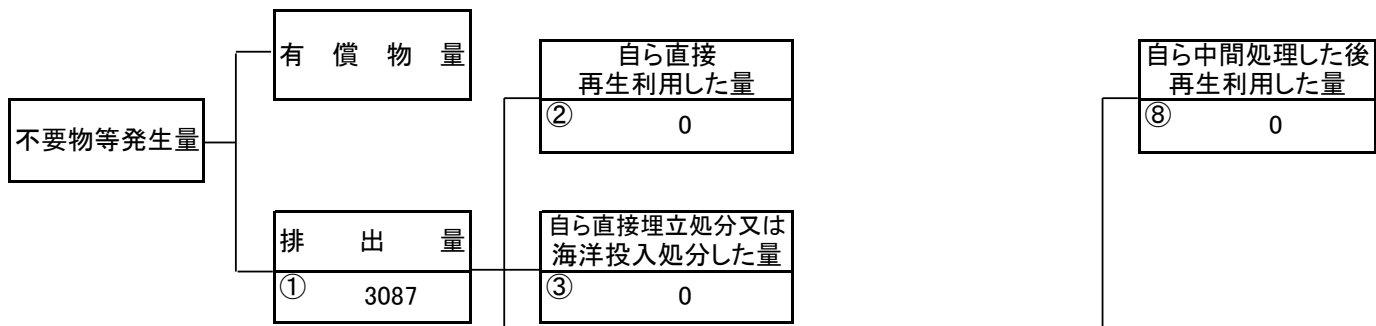 不要物等発生量
有償物量
排出量
① 3087
自ら直接
再生利用した量
② 0
自ら直接埋立処分又は
海洋投入処分した量
③ 0
自ら中間処理した後
再生利用した量
⑧ 0